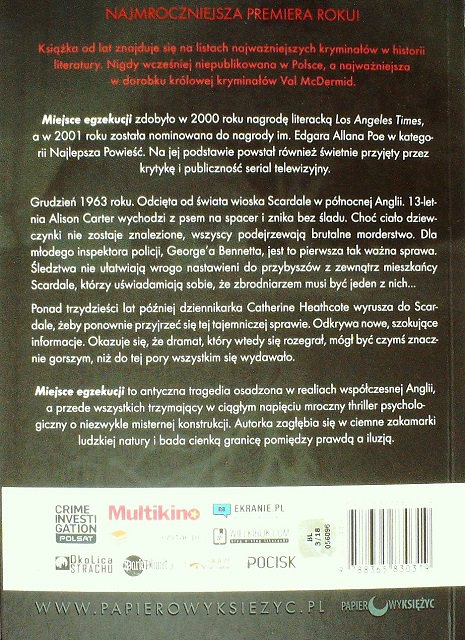 NAJMROCZNIEJSZA PREMIERA ROKU!
Książka od lat znajduje się na listach najważniejszych kryminałów w historii
literatury. Nigdy wcześniej niepublikowana w Polsce, a najważniejsza
w dorobku królowej kryminałów Val McDermid.
Miejsce egzekucji zdobyło w 2000 roku nagrodę literacką Los Angeles Times,
a w 2001 roku została nominowana do nagrody im. Edgara Allana Poe w katego-
rii Najlepsza Powieść. Na jej podstawie powstał również świetnie przyjęty przez
krytykę i publiczność serial telewizyjny.
Grudzień 1963 roku. Odcięta od świata wioska Scardale w północnej Anglii. 13-let-
nia Alison Carter wychodzi z psem na spacer i znika bez śladu. Choć ciało dziew-
czynki nie zostaje znalezione, wszyscy podejrzewają brutalne morderstwo. Dla
młodego inspektora policji, George'a Bennetta, jest to pierwsza tak ważna sprawa.
Śledztwa nie ułatwiają wrogo nastawieni do przybyszów z zewnątrz mieszkańcy
Scardale, którzy uświadamiają sobie, że zbrodniarzem musi być jeden z nich...
Ponad trzydzieści lat później dziennikarka Catherine Heathcote wyrusza do Scar-
dale, żeby ponownie przyjrzeć się tej tajemniczej sprawie. Odkrywa nowe, szokujące
informacje. Okazuje się, że dramat, który wtedy się rozegrał, mógł być czymś znacz-
nie gorszym, niż do tej pory wszystkim się wydawało.
Miejsce egzekucji to antyczna tragedia osadzona w realiach współczesnej Anglii,
a przede wszystkich trzymający w ciągłym napięciu mroczny thriller psycholo-
giczny o niezwykle misternej konstrukcji. Autorka zagłębia się w ciemne zakamarki
ludzkiej natury i bada cienką granicę pomiędzy prawdą a iluzją.
CRIME
INVESTI
GATION
POLSAT
Multikino
EKRANIE.PL
BL
3/18
056096
OKOLICA
STRACHU
POCISK
9 788365 830319
WWW.PAPIEROWYKSIEZYC.PL
PAPIEROWY KSIĘŻYC